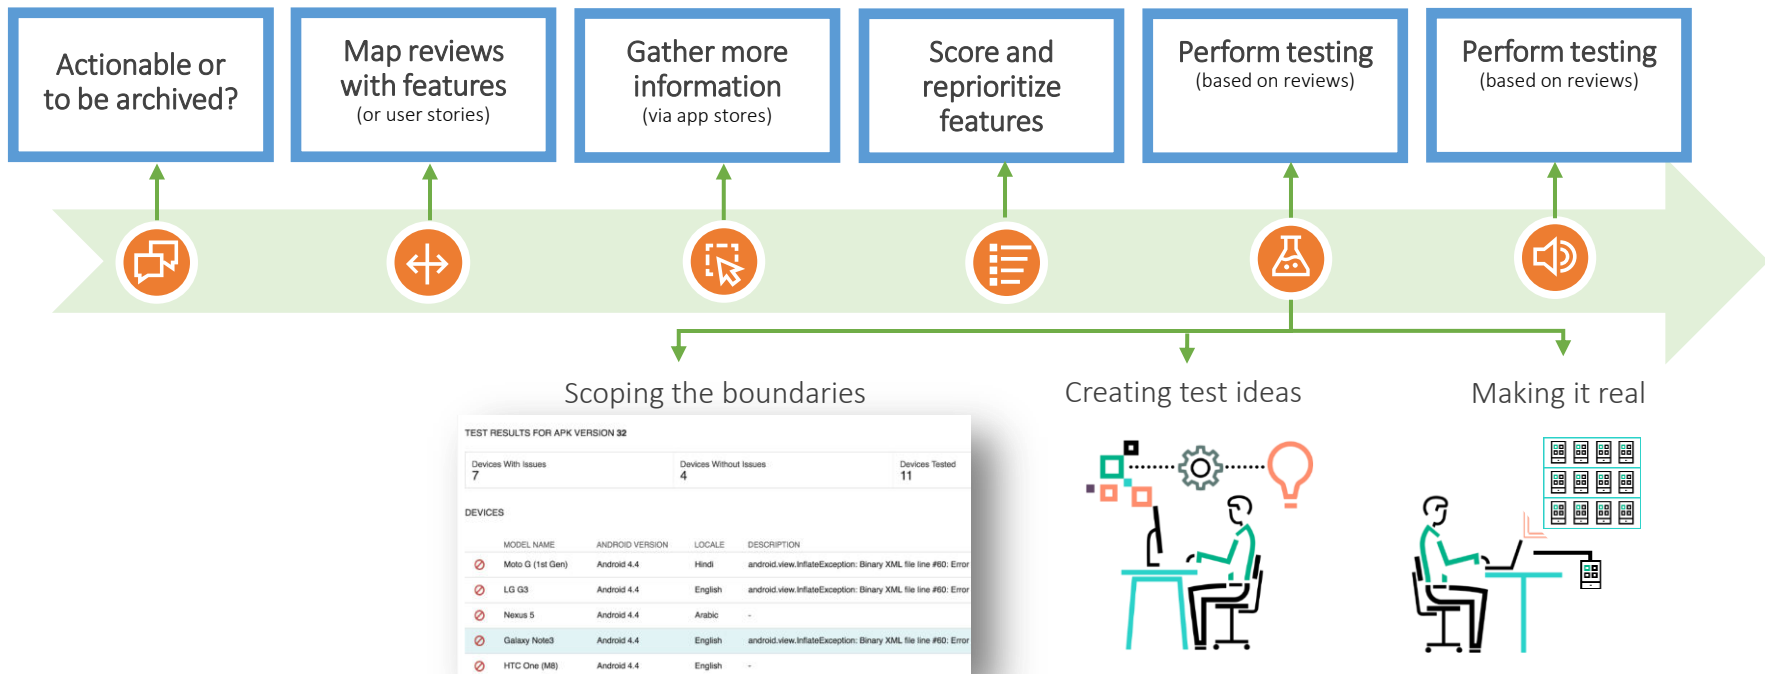 Actionable or
to be archived?
Map reviews
with features
(or user stories)
Gather more
information
(via app stores)
Score and
reprioritize
features
Perform testing
(based on reviews)
Perform testing
(based on reviews)
Scoping the boundaries
Creating test ideas
Making it real
TEST RESULTS FOR APK VERSION 32
Devices With Issues
7
Devices Without Issues
4
Devices Tested
11
DEVICES
MODEL NAME ANDROID VERSION LOCALE DESCRIPTION
Moto G (1st Gen) Android 4.4 Hindi android.view.InflateException: Binary XML file line #60: Error
LG G3 Android 4.4 English android.view.InflateException: Binary XML file line #60: Error
Nexus 5 Android 4.4 Arabic -
Galaxy Note3 Android 4.4 English android.view.InflateException: Binary XML file line #60: Error
HTC One (M8) Android 4.4 English -